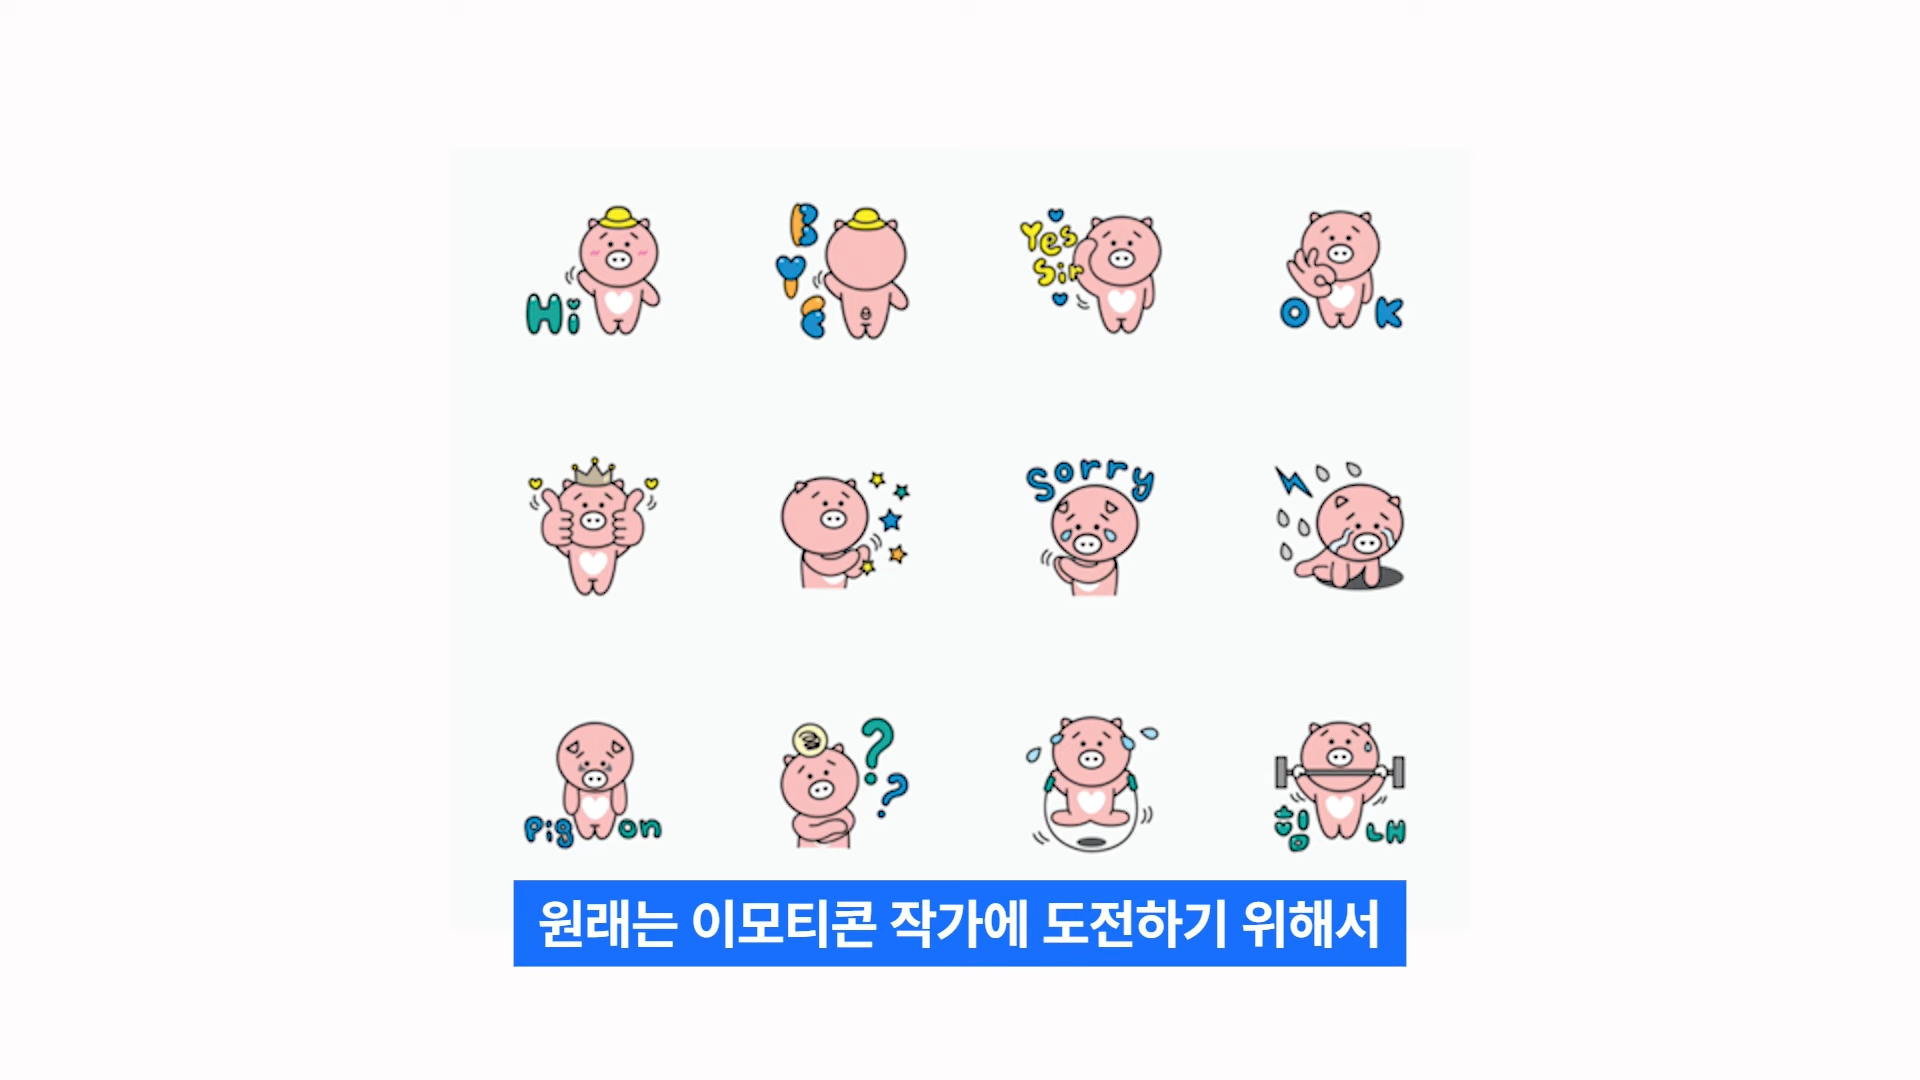 Hi
BYE
Yes
Sir
OK
Sorry
Pig on
? ?
힘내
원래는 이모티콘 작가에 도전하기 위해서